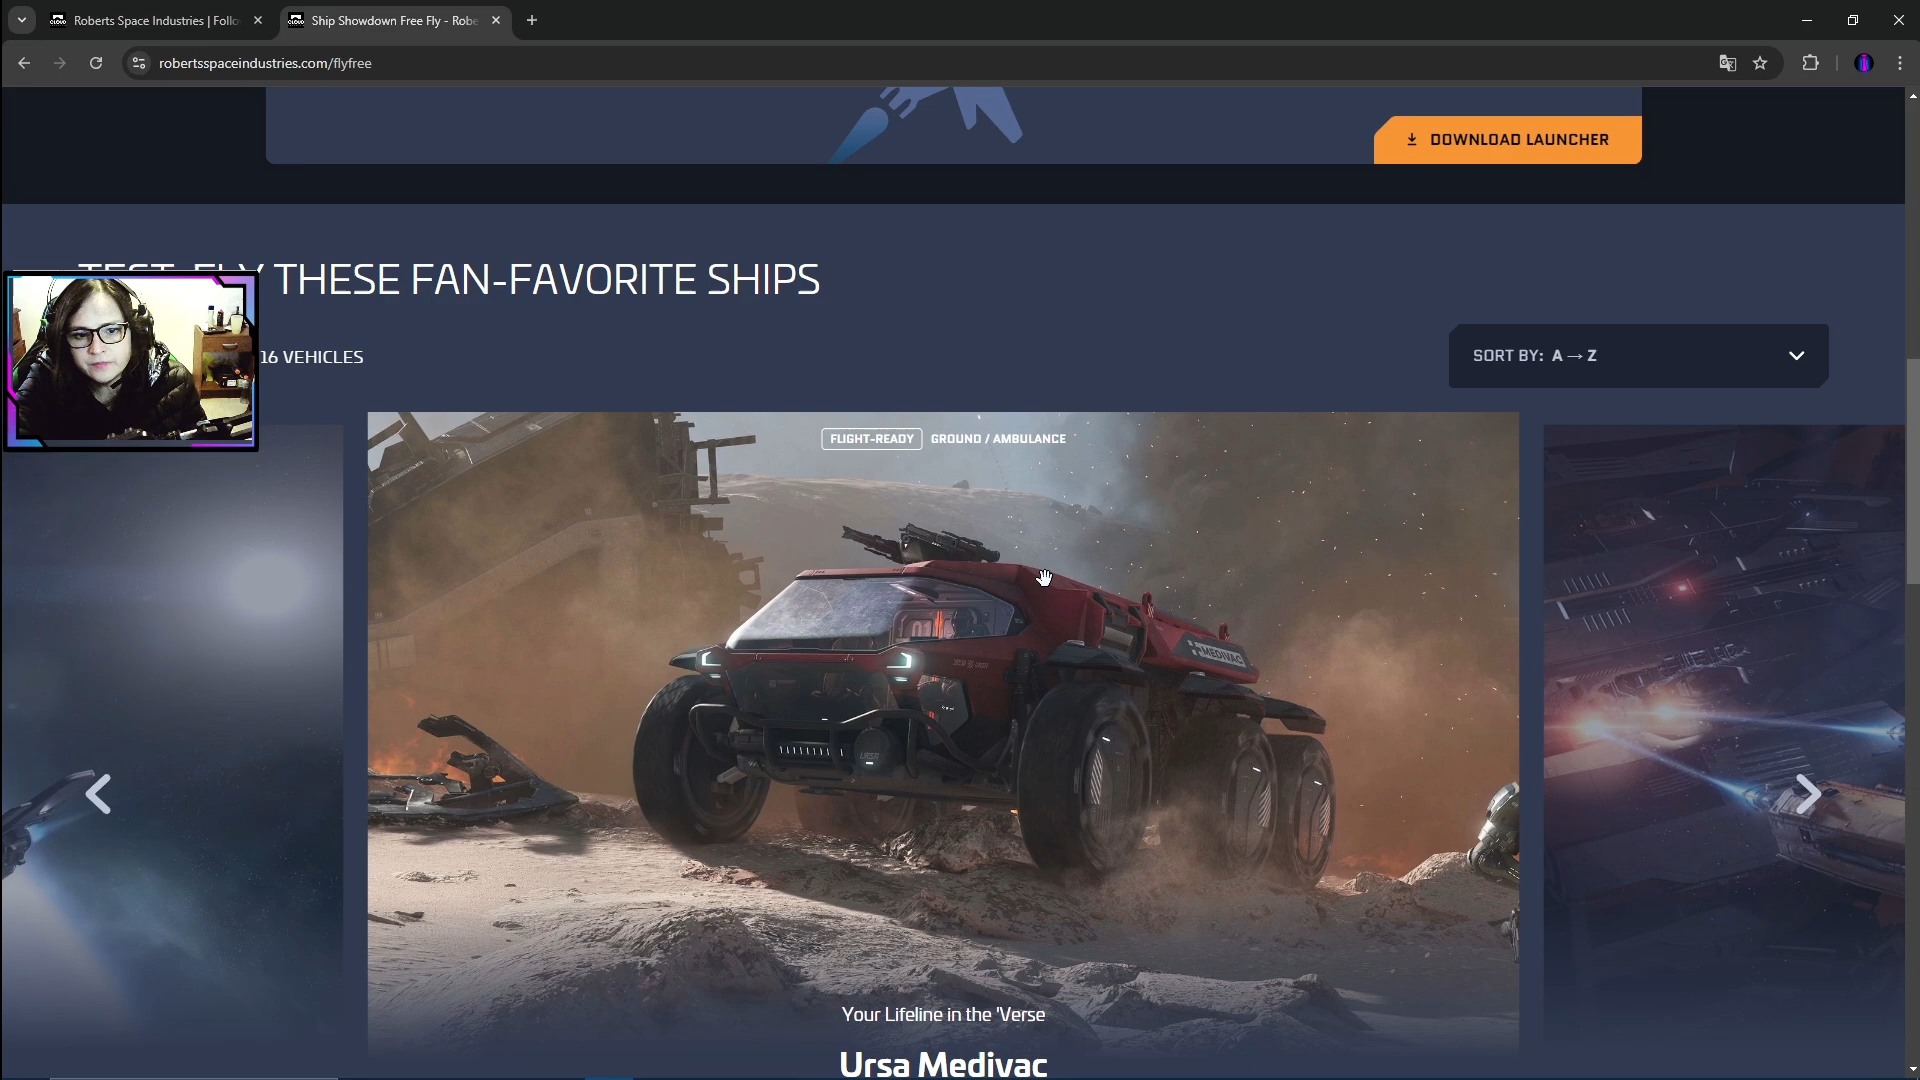 Roberts Space Industries | Follo
Ship Showdown Free Fly - Robe
robertsspaceindustries.com/flyfree
DOWNLOAD LAUNCHER
TEST-FLY THESE FAN-FAVORITE SHIPS
16 VEHICLES
SORT BY: A → Z
FLIGHT-READY GROUND / AMBULANCE
MEDIVAC
Your Lifeline in the 'Verse
Ursa Medivac